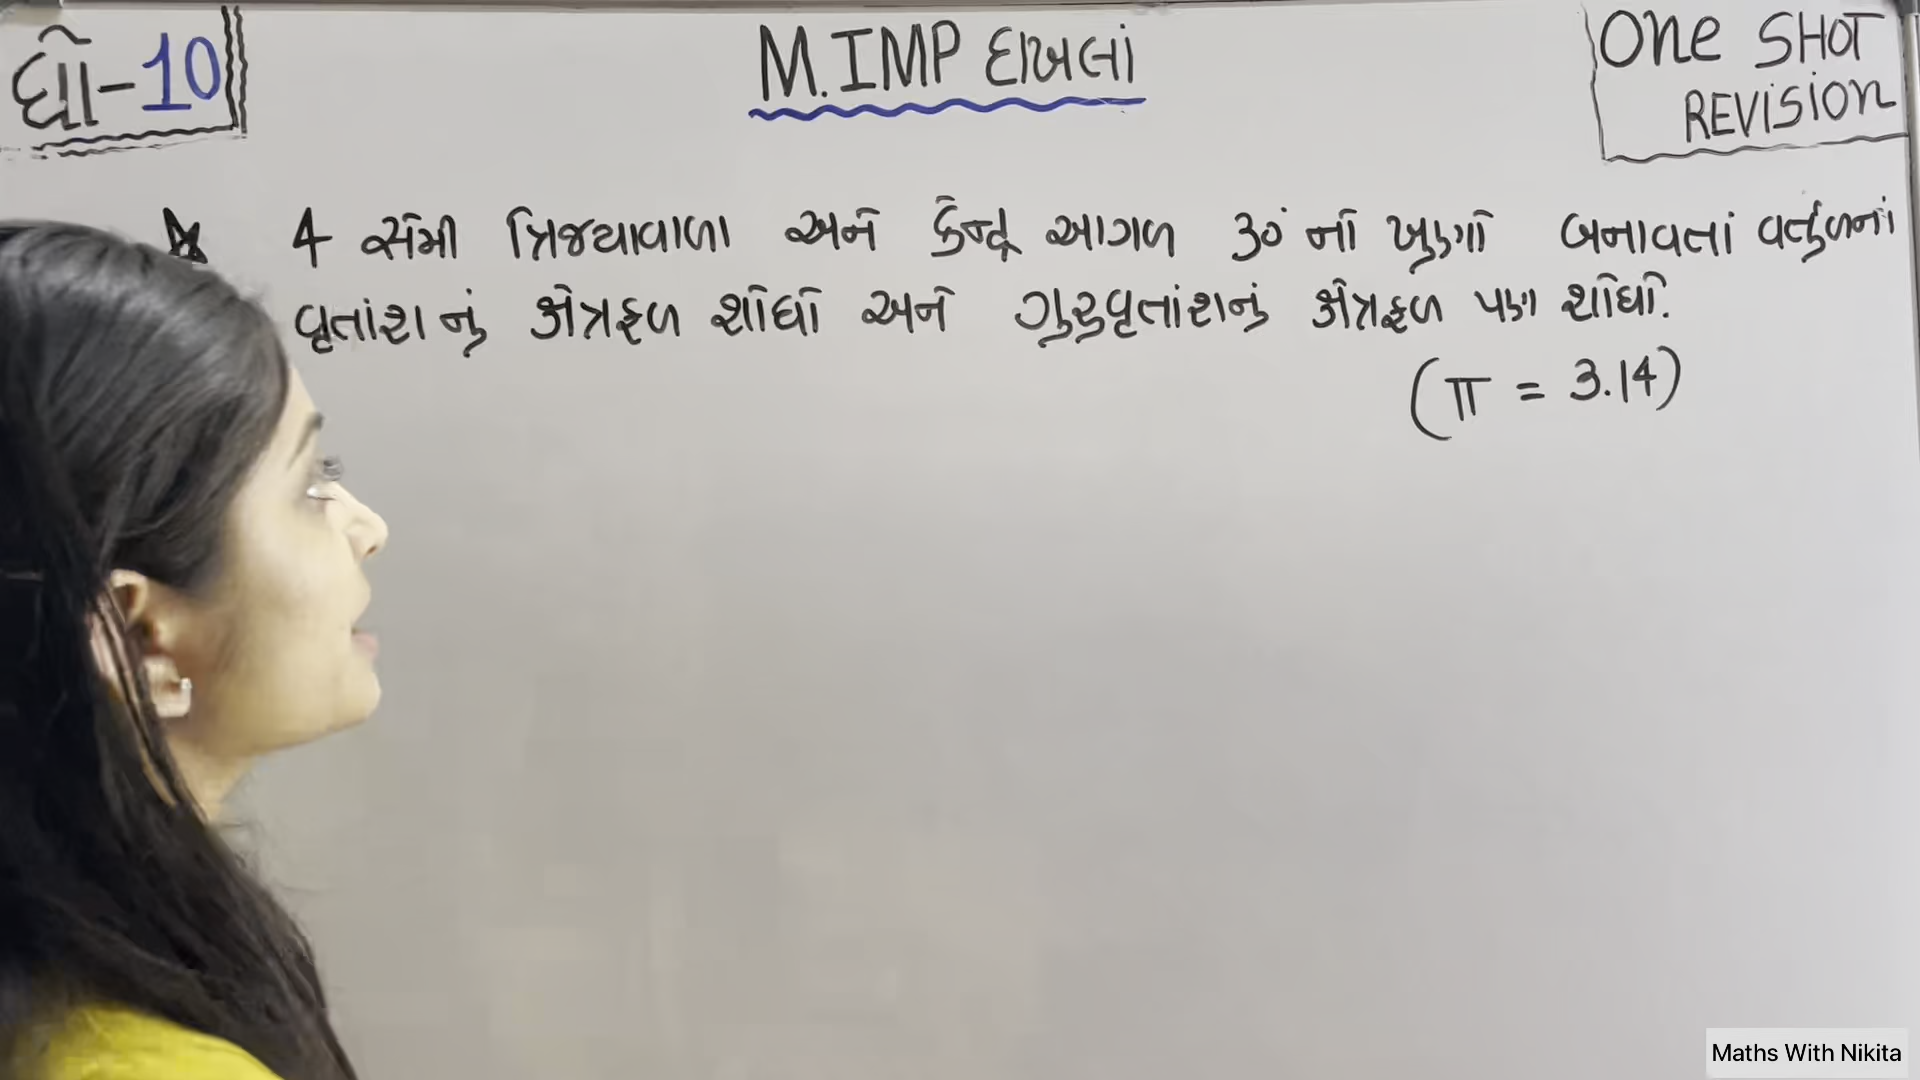 ધો-10
M.IMP દાખલાં
One SHOT
REVISION
4 સેમી ત્રિજ્યાવાળા અને કેન્દ્ર આગળ 30° નો ખુણો બનાવતાં વર્તુળનાં
વૃતાંશ નું ક્ષેત્રફળ શોધો અને ગુરુવૃતાંશનું ક્ષેત્રફળ પણ શોધો.
(π = 3.14)
Maths With Nikita